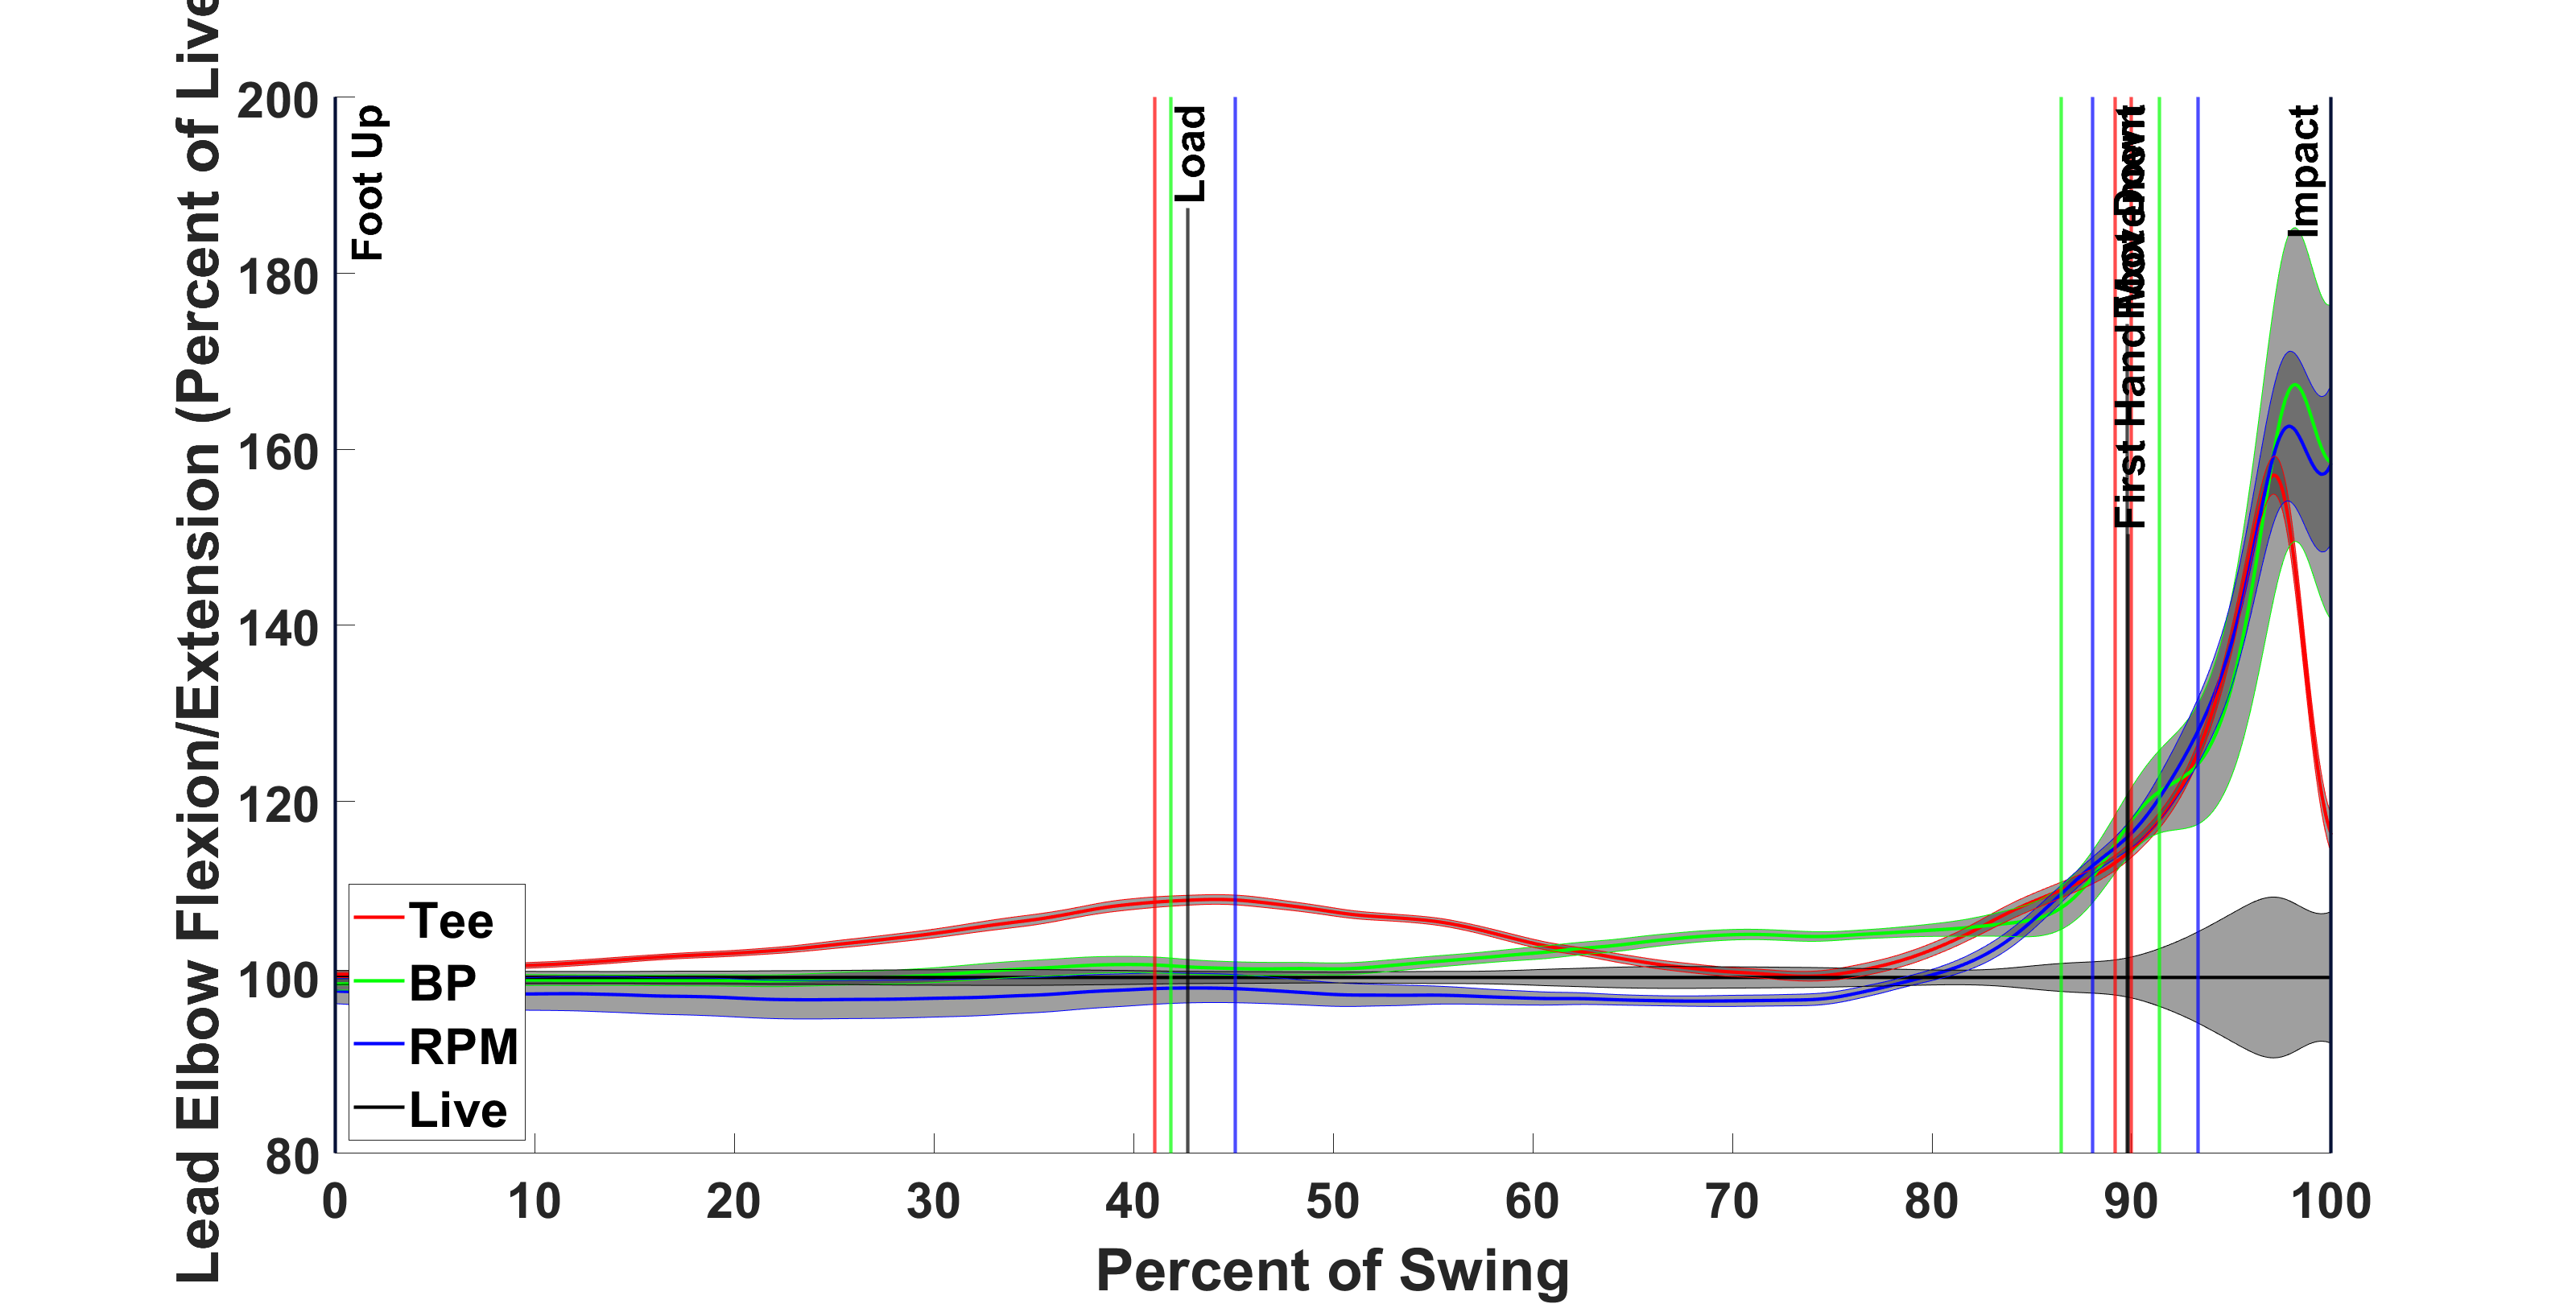 Lead Elbow Flexion/Extension (Percent of Live
200
180
160
140
120
100
80
Foot Up
Load
First Hand Movement
Foot Down
Impact
Tee
BP
RPM
Live
0 10 20 30 40 50 60 70 80 90 100
Percent of Swing